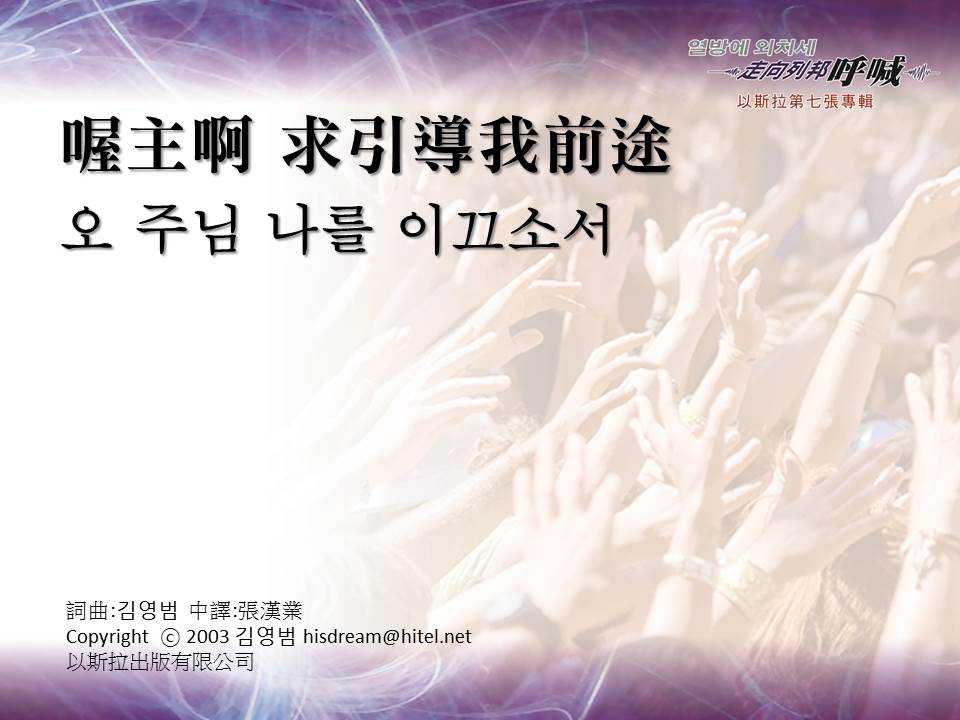 열방에 외치세
走向列邦呼喊
以斯拉第七張專輯
喔主啊 求引導我前途
오 주님 나를 이끄소서
詞曲:김영범 中譯:張漢業
Copyright ⓒ 2003 김영범 hisdream@hitel.net
以斯拉出版有限公司